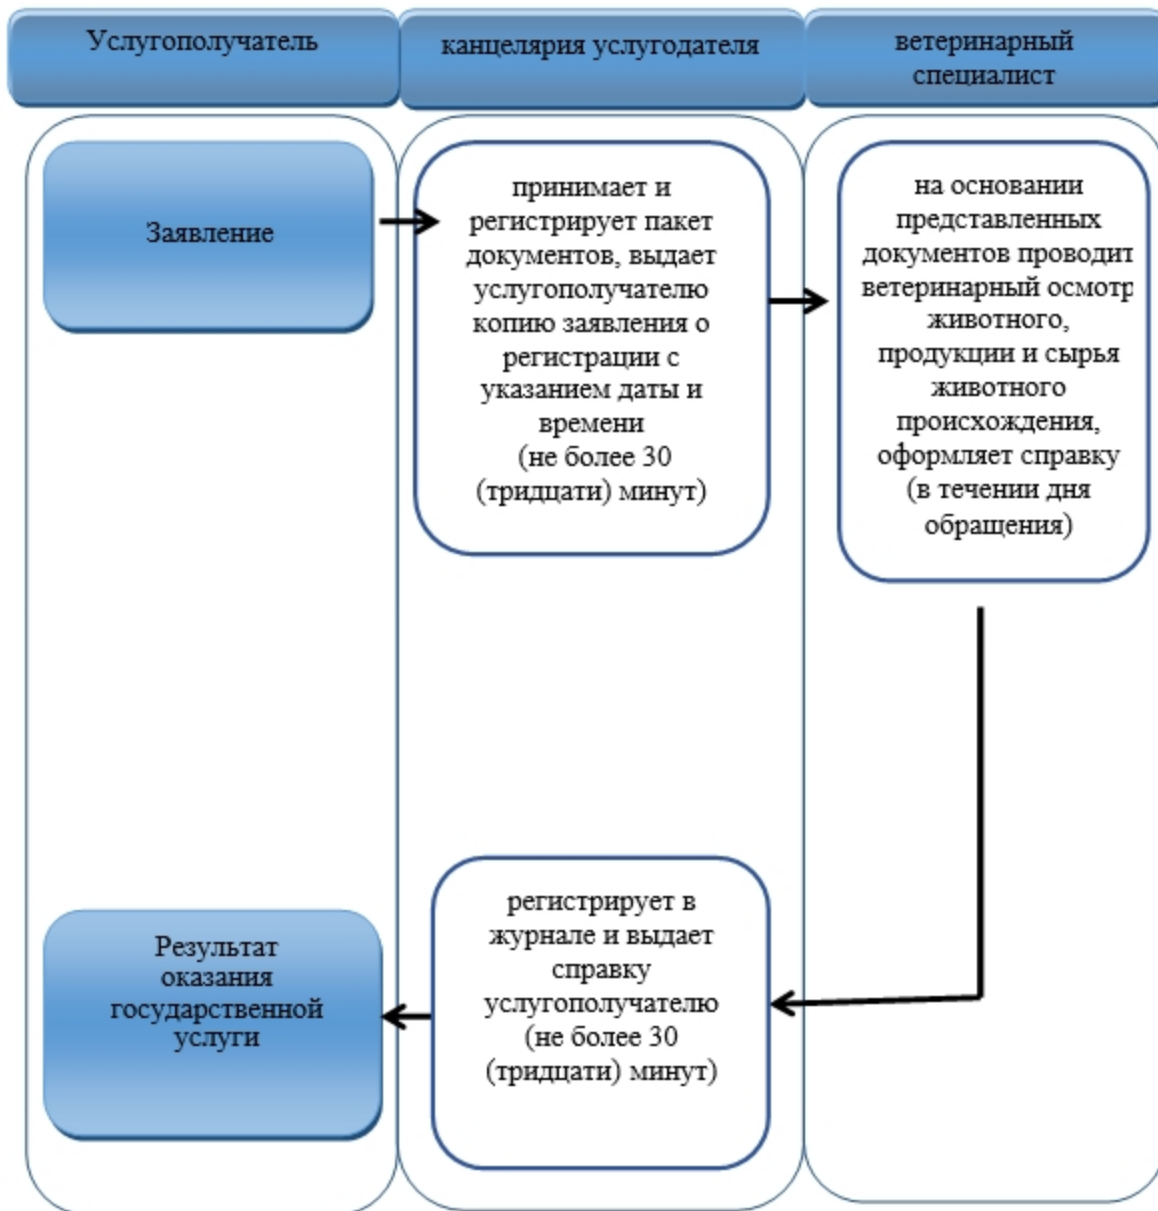 Услугополучатель
канцелярия услугодателя
ветеринарный
специалист
Заявление
принимает и
регистрирует пакет
документов, выдает
услугополучателю
копию заявления о
регистрации с
указанием даты и
времени
(не более 30
(тридцати) минут)
на основании
представленных
документов проводит
ветеринарный осмотр
животного,
продукции и сырья
животного
происхождения,
оформляет справку
(в течении дня
обращения)
регистрирует в
журнале и выдает
справку
услугополучателю
(не более 30
(тридцати) минут)
Результат
оказания
государственной
услуги